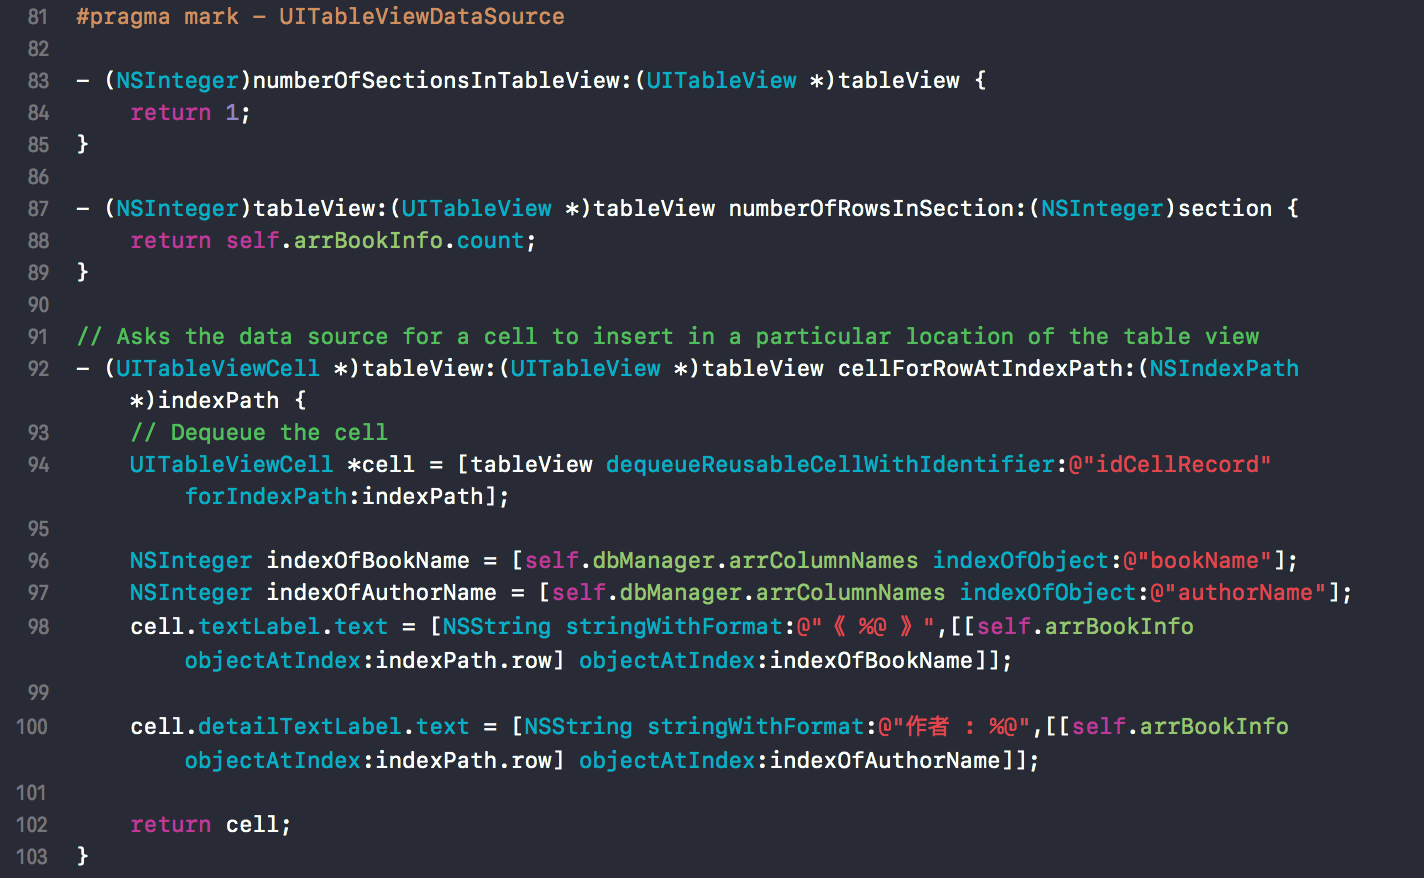 81 #pragma mark - UITableViewDataSource
82
83 - (NSInteger)numberOfSectionsInTableView:(UITableView *)tableView {
84 return 1;
85 }
86
87 - (NSInteger)tableView:(UITableView *)tableView numberOfRowsInSection:(NSInteger)section {
88 return self.arrBookInfo.count;
89 }
90
91 // Asks the data source for a cell to insert in a particular location of the table view
92 - (UITableViewCell *)tableView:(UITableView *)tableView cellForRowAtIndexPath:(NSIndexPath
*)indexPath {
93 // Dequeue the cell
94 UITableViewCell *cell = [tableView dequeueReusableCellWithIdentifier:@"idCellRecord"
forIndexPath:indexPath];
95
96 NSInteger indexOfBookName = [self.dbManager.arrColumnNames indexOfObject:@"bookName"];
97 NSInteger indexOfAuthorName = [self.dbManager.arrColumnNames indexOfObject:@"authorName"];
98 cell.textLabel.text = [NSString stringWithFormat:@"《 %@ 》",[[self.arrBookInfo
objectAtIndex:indexPath.row] objectAtIndex:indexOfBookName]];
99
100 cell.detailTextLabel.text = [NSString stringWithFormat:@"作者 : %@",[[self.arrBookInfo
objectAtIndex:indexPath.row] objectAtIndex:indexOfAuthorName]];
101
102 return cell;
103 }